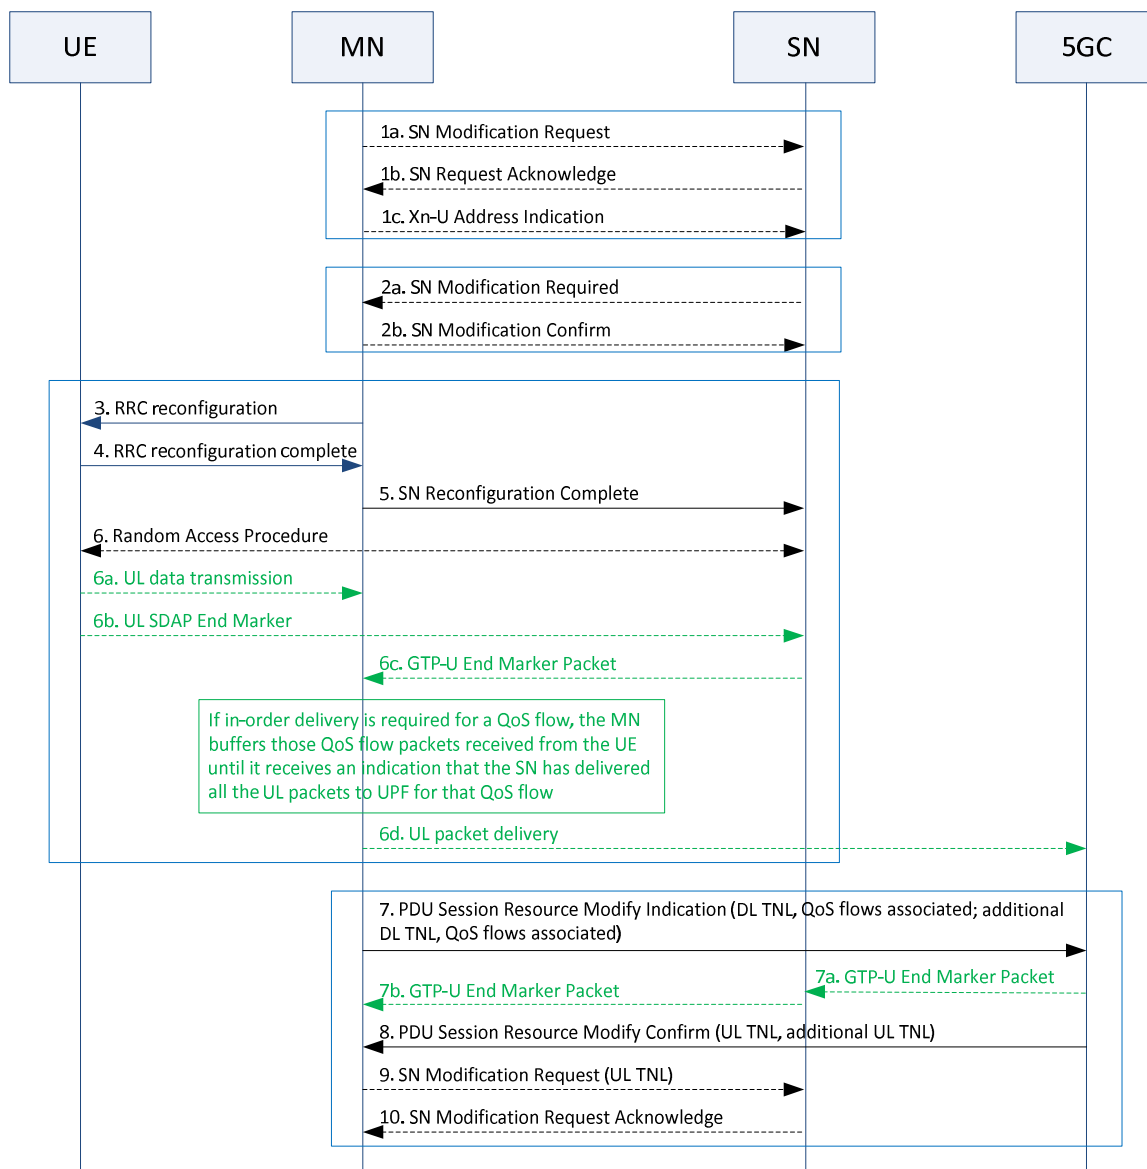 UE
MN
SN
5GC
1a. SN Modification Request
1b. SN Request Acknowledge
1c. Xn-U Address Indication
2a. SN Modification Required
2b. SN Modification Confirm
3. RRC reconfiguration
4. RRC reconfiguration complete
5. SN Reconfiguration Complete
6. Random Access Procedure
6a. UL data transmission
6b. UL SDAP End Marker
6c. GTP-U End Marker Packet
If in-order delivery is required for a QoS flow, the MN
buffers those QoS flow packets received from the UE
until it receives an indication that the SN has delivered
all the UL packets to UPF for that QoS flow
6d. UL packet delivery
7. PDU Session Resource Modify Indication (DL TNL, QoS flows associated; additional
DL TNL, QoS flows associated)
7a. GTP-U End Marker Packet
7b. GTP-U End Marker Packet
8. PDU Session Resource Modify Confirm (UL TNL, additional UL TNL)
9. SN Modification Request (UL TNL)
10. SN Modification Request Acknowledge